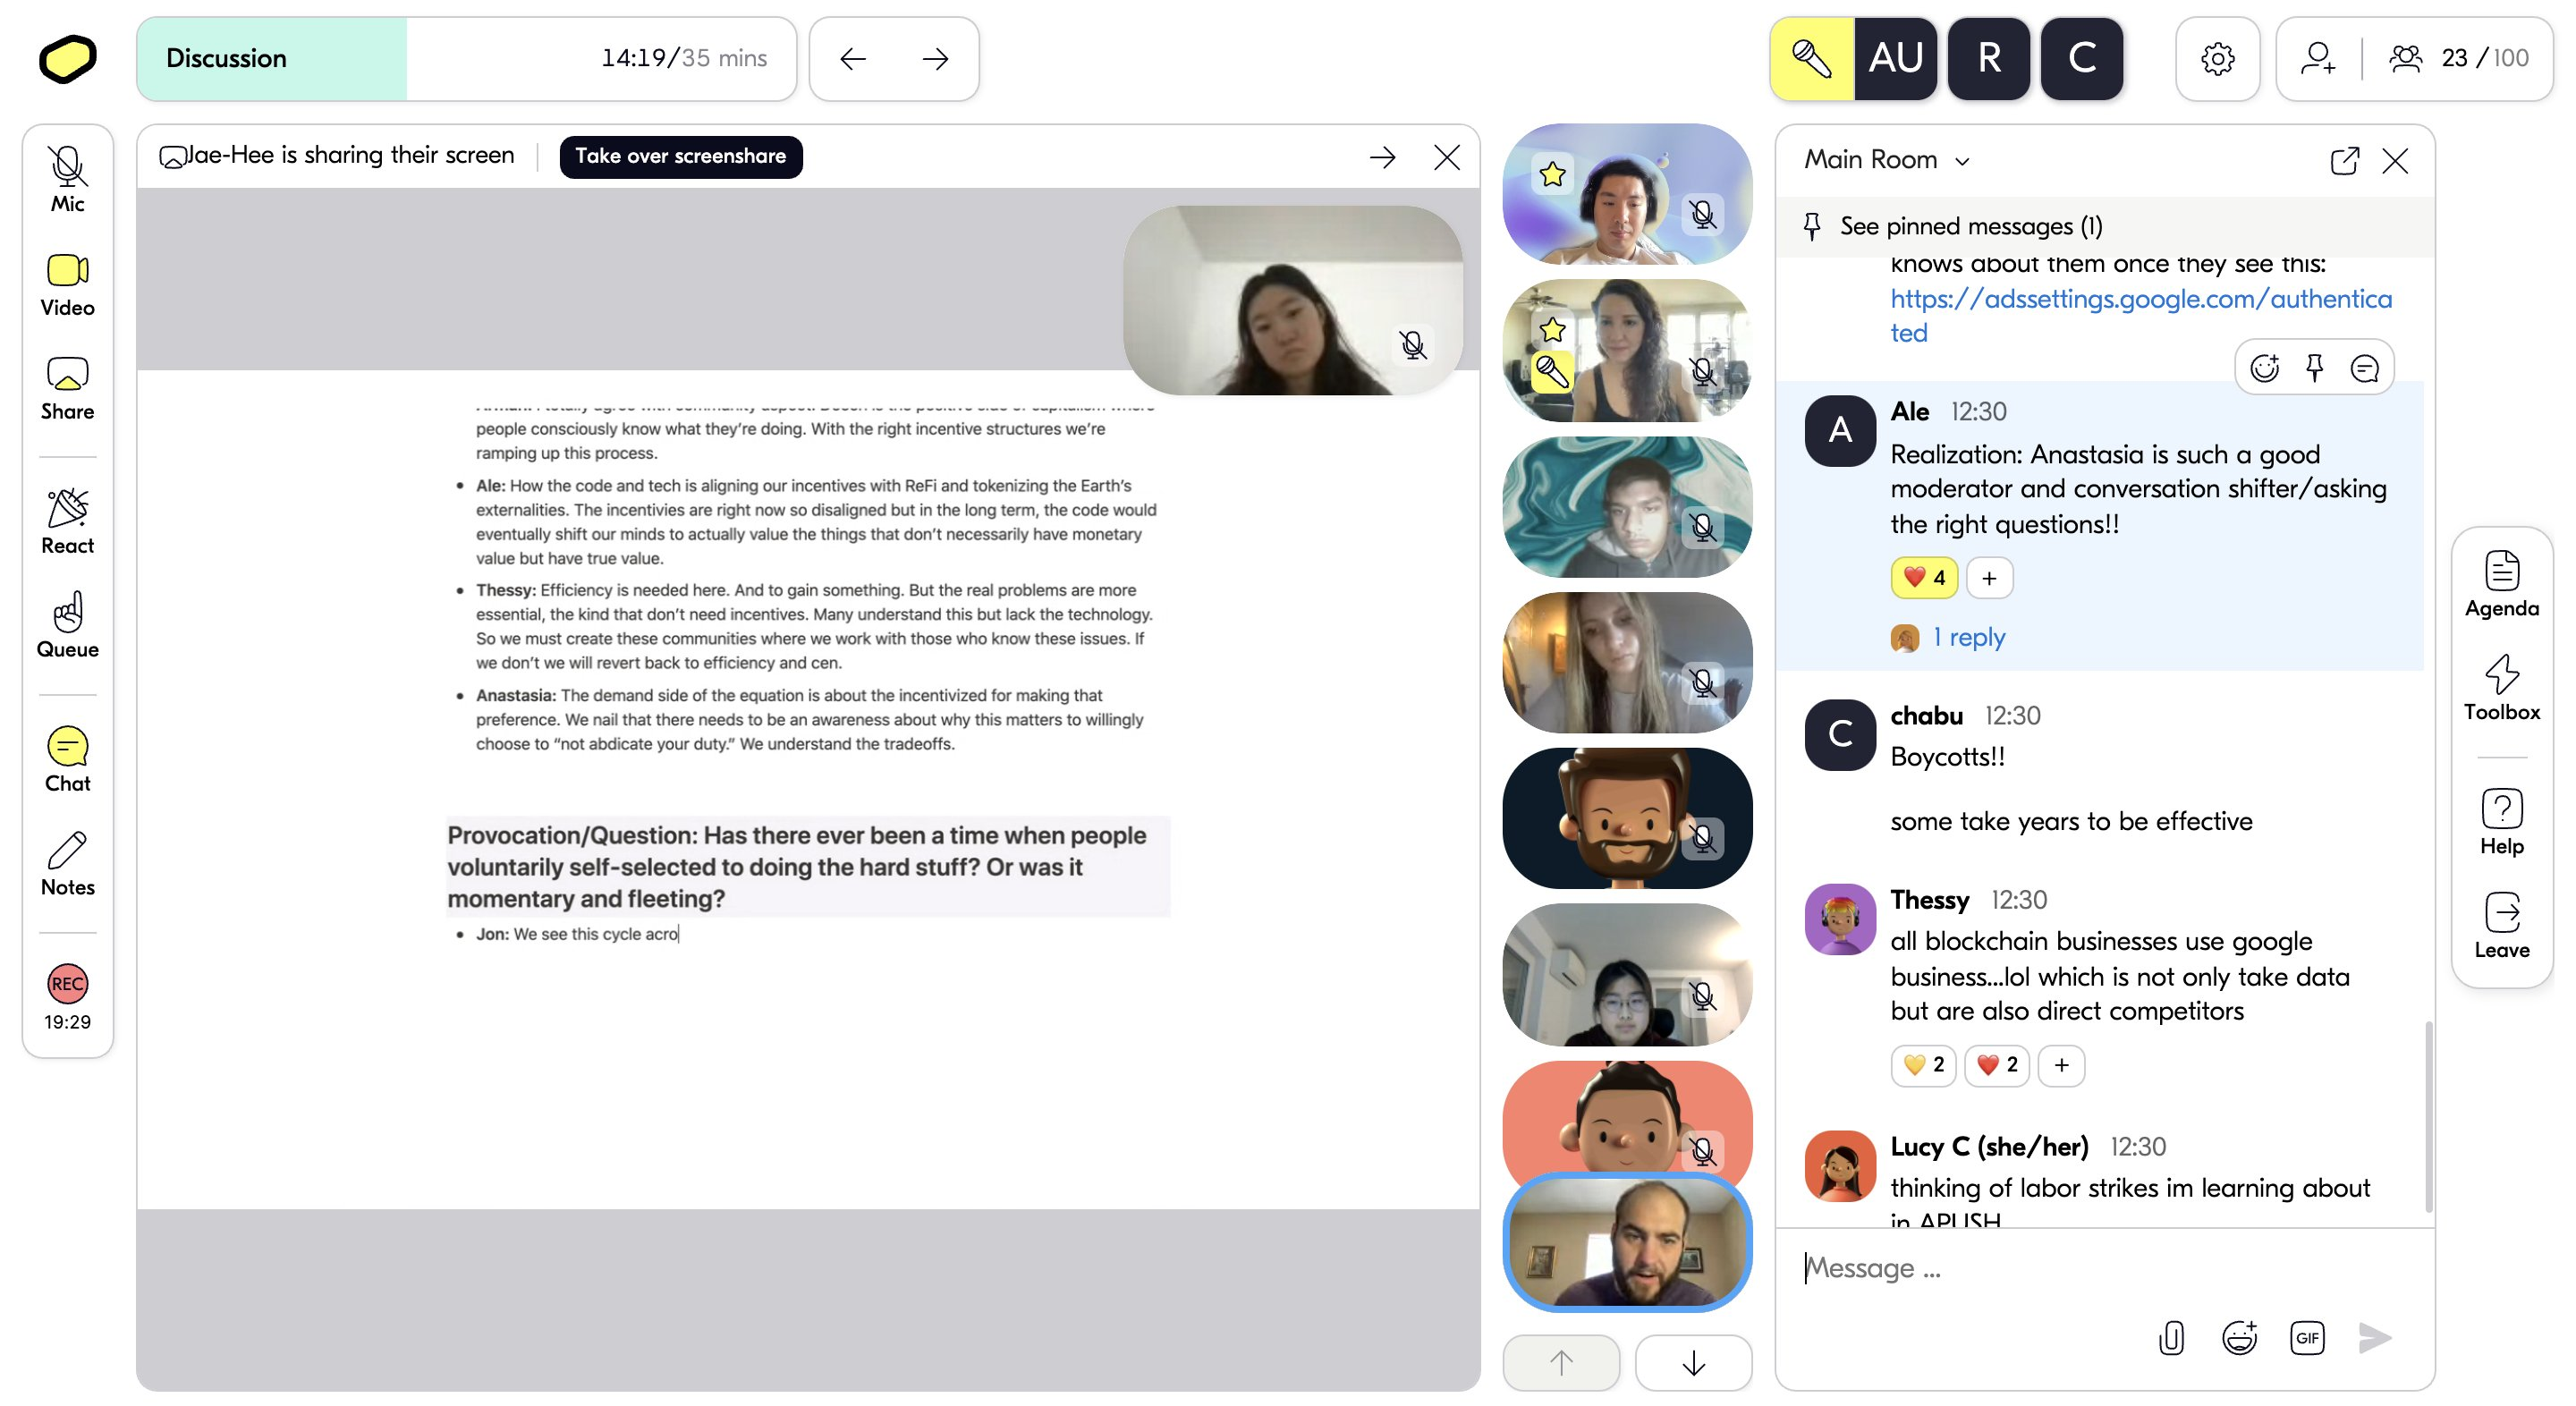 Discussion
14:19/35 mins
AU
R
C
23 /100
Mic
Video
Share
React
Queue
Chat
Notes
REC
19:29
Jae-Hee is sharing their screen
Take over screenshare
people consciously know what they're doing. With the right incentive structures we're
ramping up this process.
• Ale: How the code and tech is aligning our incentives with ReFi and tokenizing the Earth's
externalities. The incentivies are right now so disaligned but in the long term, the code would
eventually shift our minds to actually value the things that don't necessarily have monetary
value but have true value.
• Thessy: Efficiency is needed here. And to gain something. But the real problems are more
essential, the kind that don't need incentives. Many understand this but lack the technology.
So we must create these communities where we work with those who know these issues. If
we don't we will revert back to efficiency and cen.
• Anastasia: The demand side of the equation is about the incentivized for making that
preference. We nail that there needs to be an awareness about why this matters to willingly
choose to “not abdicate your duty.” We understand the tradeoffs.
Provocation/Question: Has there ever been a time when people
voluntarily self-selected to doing the hard stuff? Or was it
momentary and fleeting?
• Jon: We see this cycle acro
Main Room
See pinned messages (1)
knows about them once they see this:
https://adssettings.google.com/authentica
ted
A
Ale 12:30
Realization: Anastasia is such a good
moderator and conversation shifter/asking
the right questions!!
❤️ 4 +
1 reply
C
chabu 12:30
Boycotts!!
some take years to be effective
Thessy 12:30
all blockchain businesses use google
business...lol which is not only take data
but are also direct competitors
💛 2 ❤️ 2 +
Lucy C (she/her) 12:30
thinking of labor strikes im learning about
in APUSH
Message ...
GIF
Agenda
Toolbox
Help
Leave